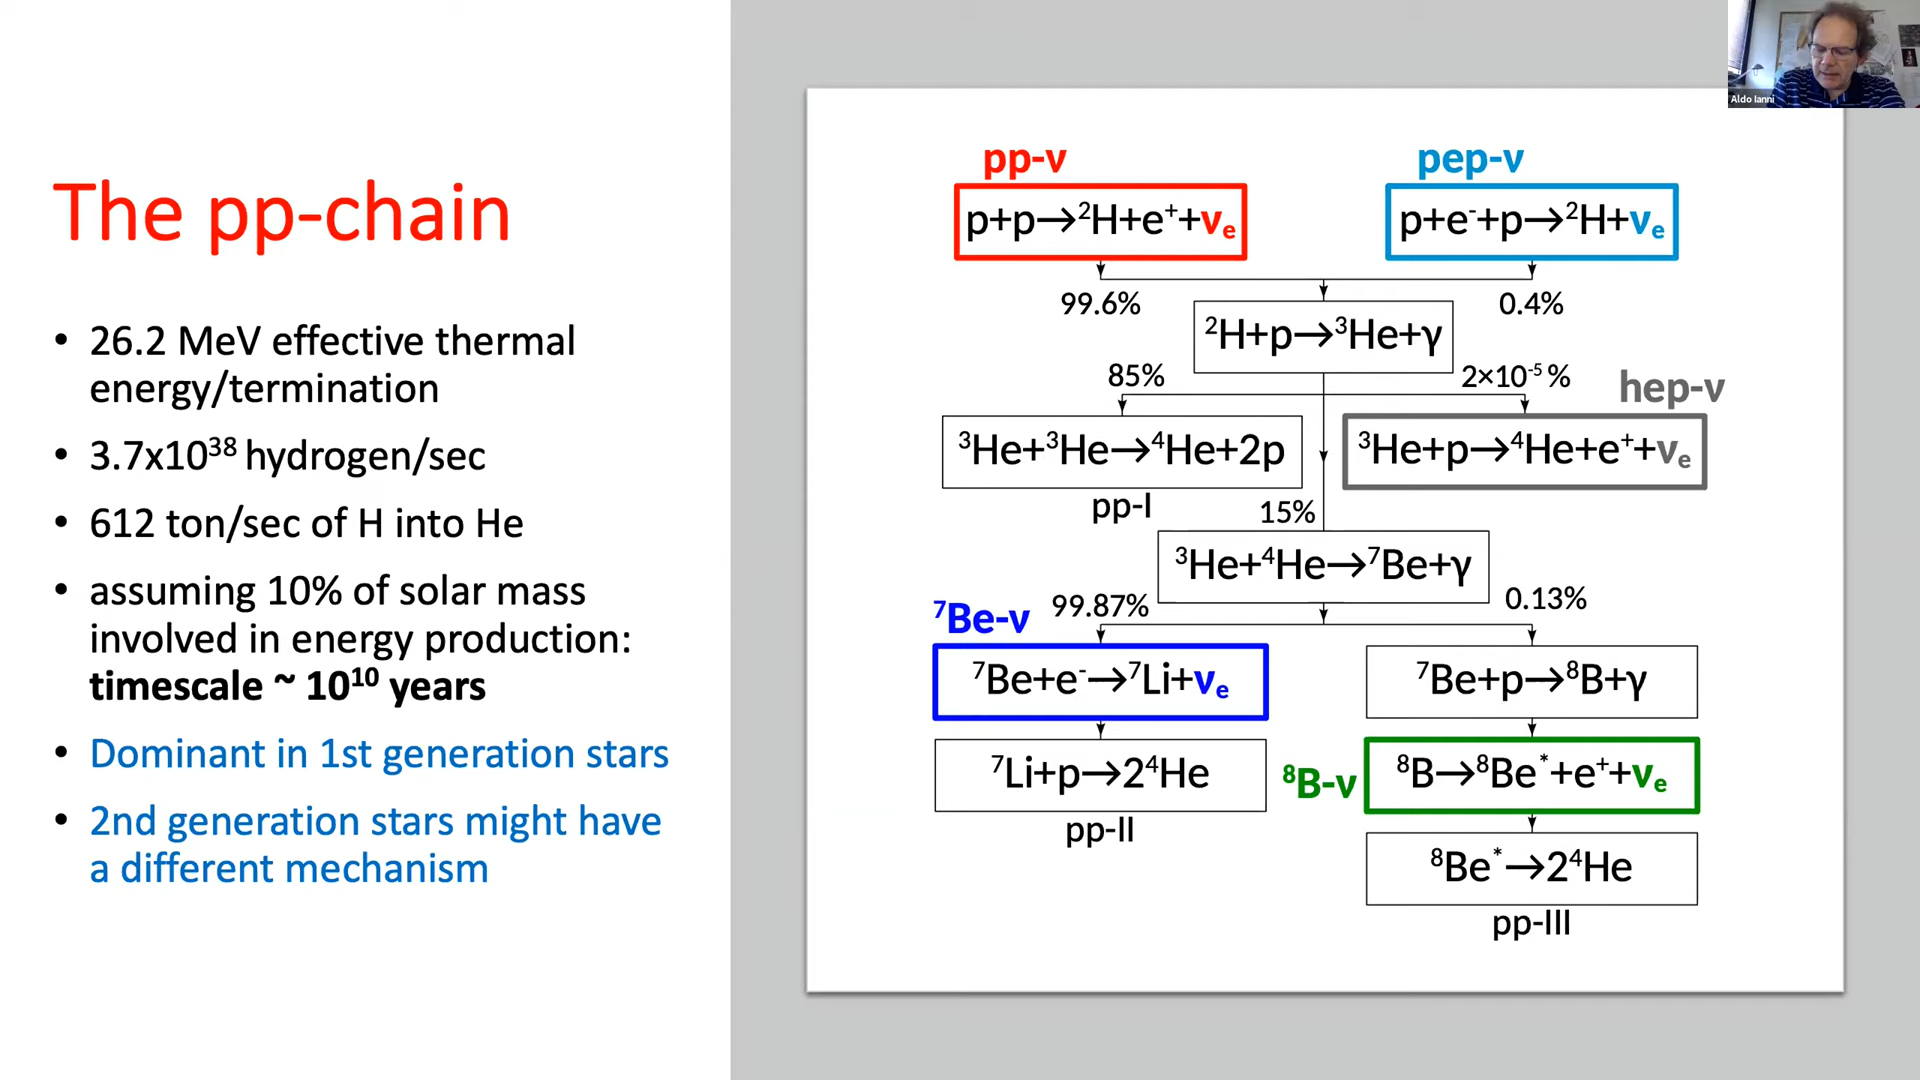 The pp-chain
• 26.2 MeV effective thermal
energy/termination
• 3.7x10³⁸ hydrogen/sec
• 612 ton/sec of H into He
• assuming 10% of solar mass
involved in energy production:
timescale ~ 10¹⁰ years
• Dominant in 1st generation stars
• 2nd generation stars might have
a different mechanism
Aldo Ianni
pp-ν
pep-ν
p+p→²H+e⁺+νₑ
p+e⁻+p→²H+νₑ
99.6%
0.4%
²H+p→³He+γ
85%
2×10⁻⁵ %
hep-ν
³He+³He→⁴He+2p
³He+p→⁴He+e⁺+νₑ
pp-I
15%
³He+⁴He→⁷Be+γ
⁷Be-ν
99.87%
0.13%
⁷Be+e⁻→⁷Li+νₑ
⁷Be+p→⁸B+γ
⁷Li+p→2⁴He
⁸B-ν
⁸B→⁸Be*+e⁺+νₑ
pp-II
⁸Be*→2⁴He
pp-III